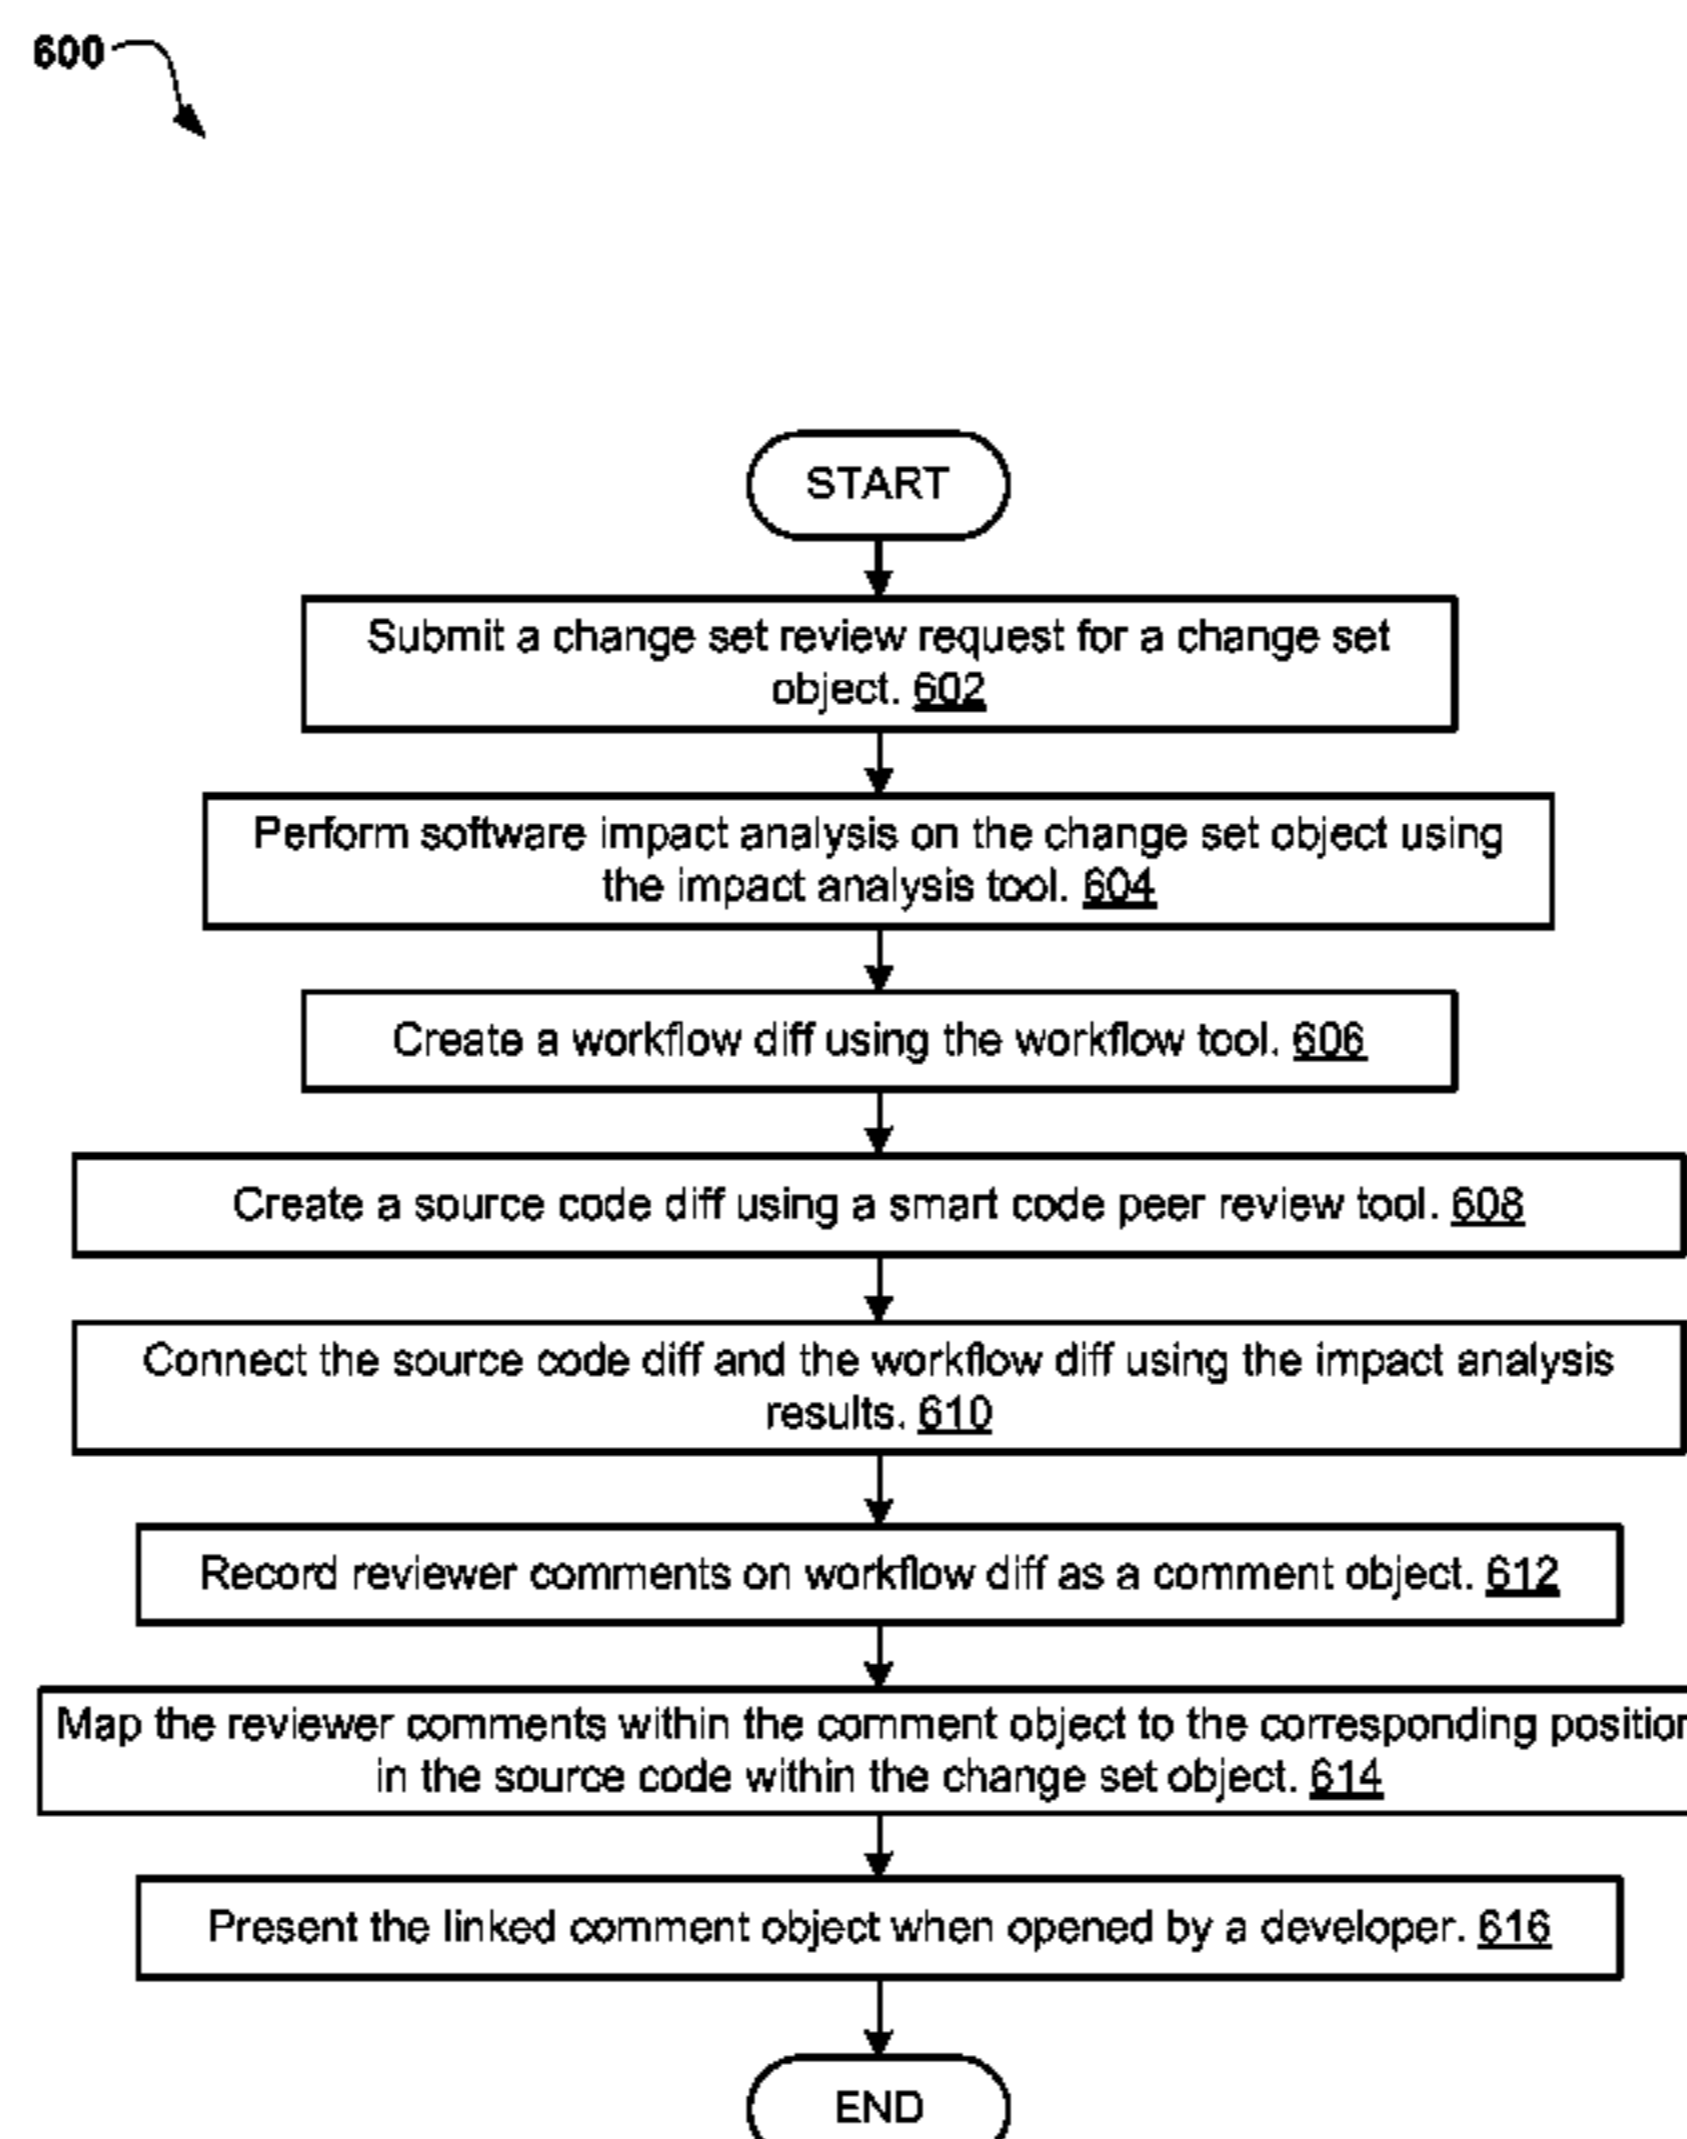 600
START
Submit a change set review request for a change set
object. 602
Perform software impact analysis on the change set object using
the impact analysis tool. 604
Create a workflow diff using the workflow tool. 606
Create a source code diff using a smart code peer review tool. 608
Connect the source code diff and the workflow diff using the impact analysis
results. 610
Record reviewer comments on workflow diff as a comment object. 612
Map the reviewer comments within the comment object to the corresponding position
in the source code within the change set object. 614
Present the linked comment object when opened by a developer. 616
END